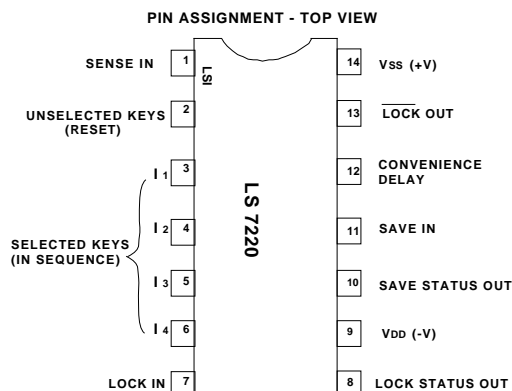 PIN ASSIGNMENT - TOP VIEW
SENSE IN 1
UNSELECTED KEYS 2
(RESET)
I1 3
I2 4
SELECTED KEYS
(IN SEQUENCE)
I3 5
I4 6
LOCK IN 7
LSI
LS 7220
14 VSS (+V)
13 LOCK OUT
12 CONVENIENCE
DELAY
11 SAVE IN
10 SAVE STATUS OUT
9 VDD (-V)
8 LOCK STATUS OUT